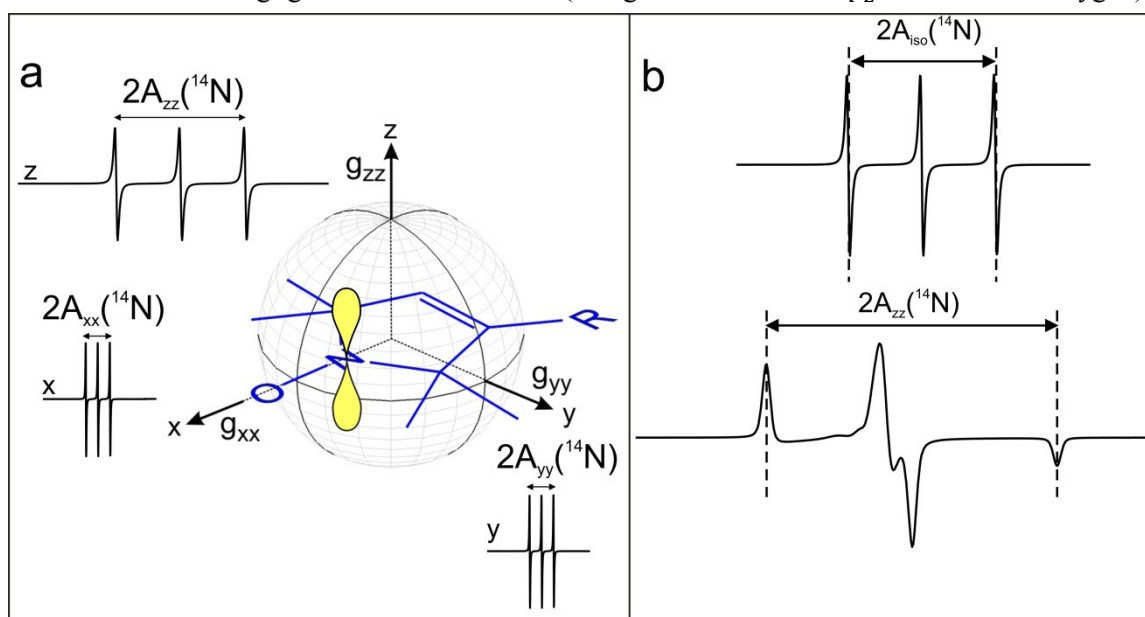 a
2Azz(14N)
z
z
gzz
2Axx(14N)
x
R
N
O
x
gxx
gyy
y
2Ayy(14N)
y
b
2Aiso(14N)
2Azz(14N)